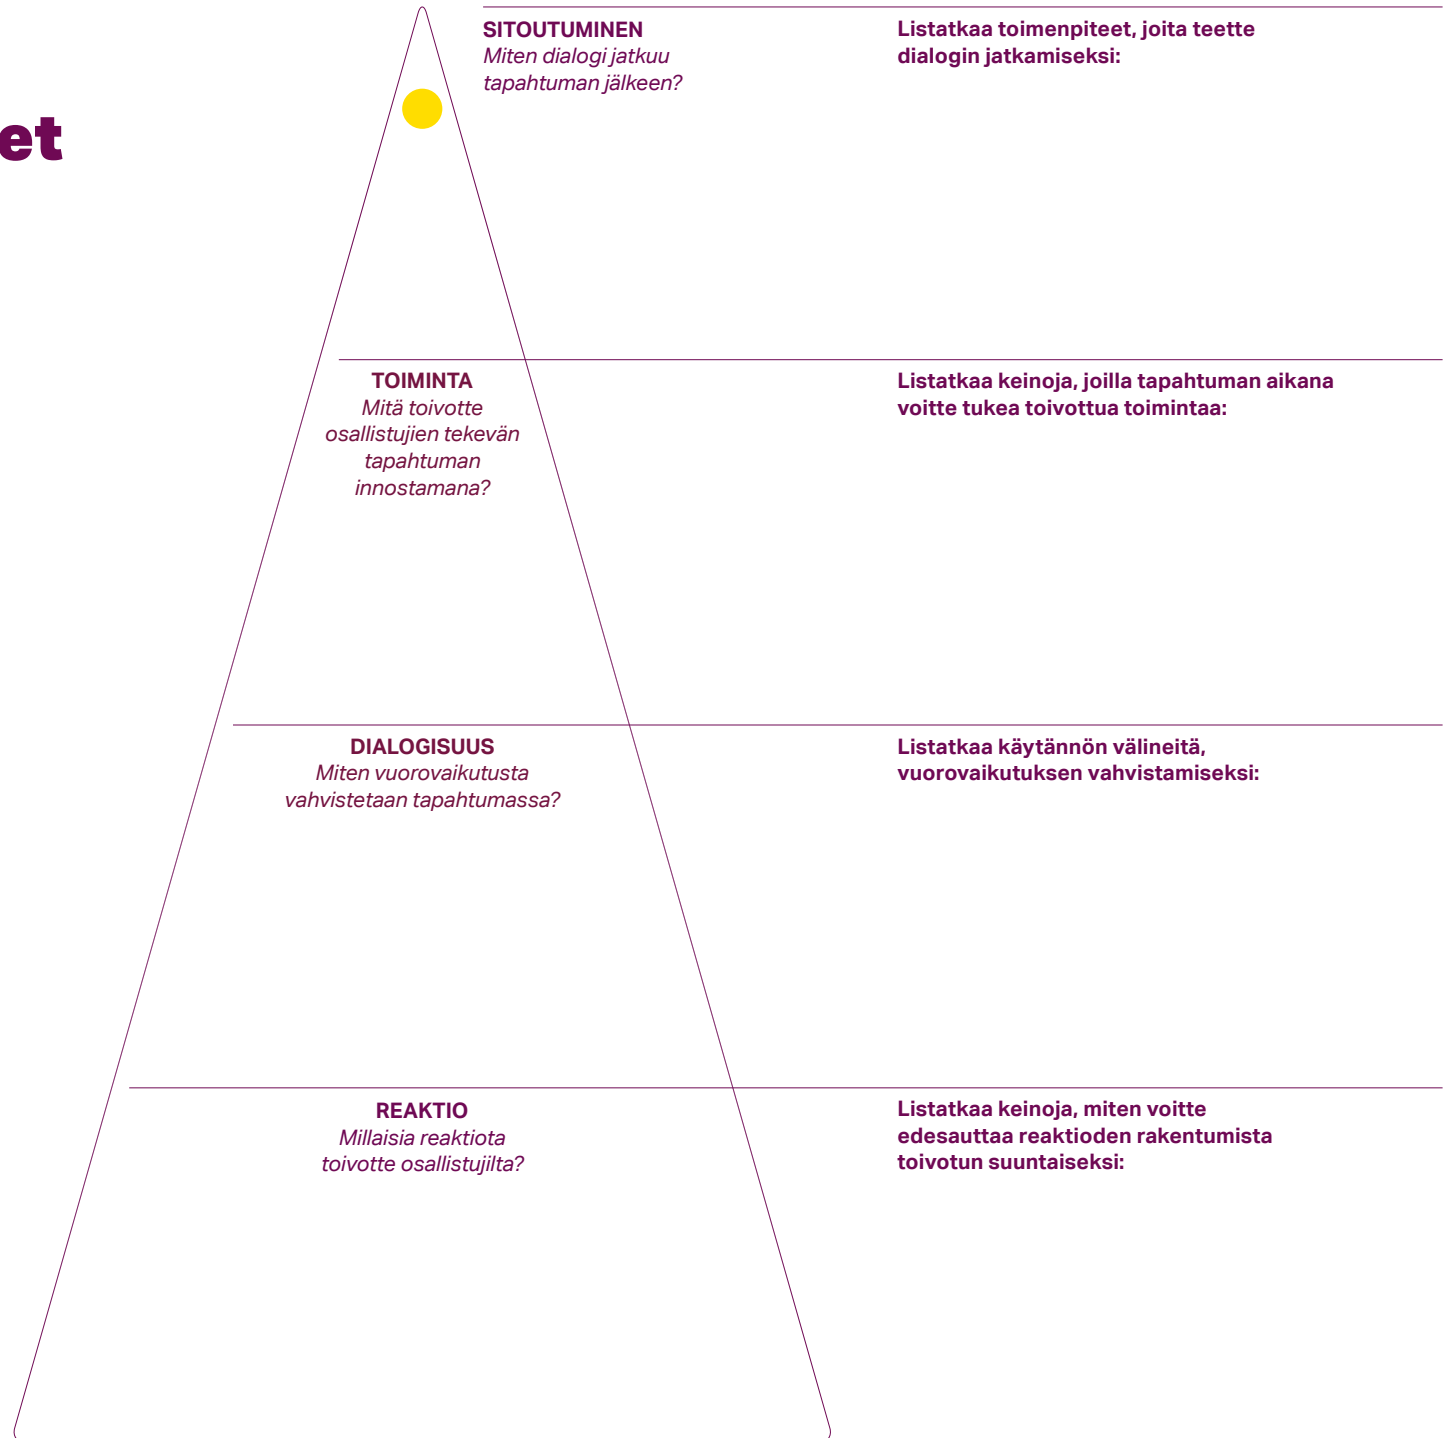 et
SITOUTUMINEN
Miten dialogi jatkuu
tapahtuman jälkeen?
Listatkaa toimenpiteet, joita teette
dialogin jatkamiseksi:
TOIMINTA
Mitä toivotte
osallistujien tekevän
tapahtuman
innostamana?
Listatkaa keinoja, joilla tapahtuman aikana
voitte tukea toivottua toimintaa:
DIALOGISUUS
Miten vuorovaikutusta
vahvistetaan tapahtumassa?
Listatkaa käytännön välineitä,
vuorovaikutuksen vahvistamiseksi:
REAKTIO
Millaisia reaktiota
toivotte osallistujilta?
Listatkaa keinoja, miten voitte
edesauttaa reaktioden rakentumista
toivotun suuntaiseksi: